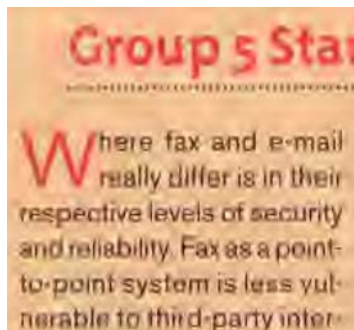 Group 5 Sta
Where fax and e-mail
really differ is in their
respective levels of security
and reliability. Fax as a point-
to-point system is less vul-
nerable to third-party inter-